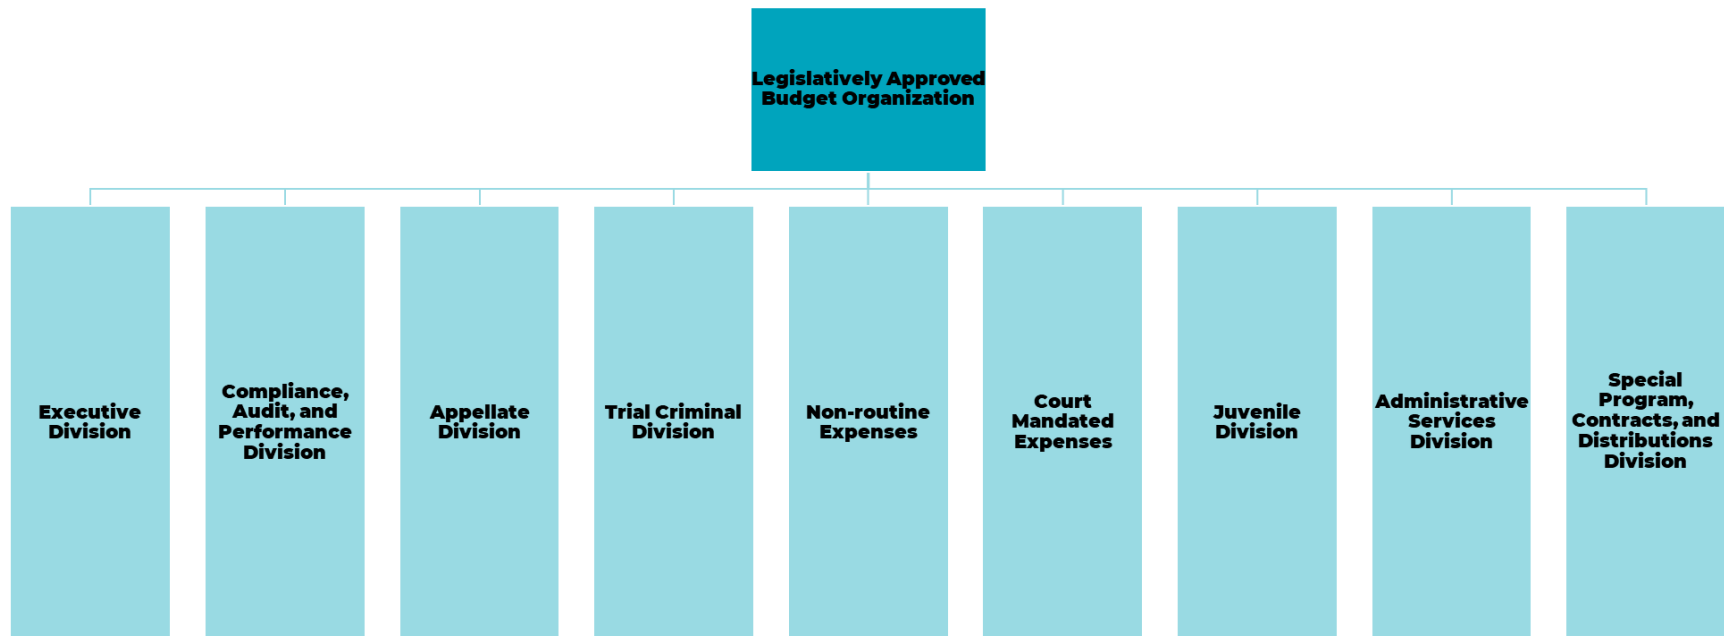 Legislatively Approved
Budget Organization
Executive
Division
Compliance,
Audit, and
Performance
Division
Appellate
Division
Trial Criminal
Division
Non-routine
Expenses
Court
Mandated
Expenses
Juvenile
Division
Administrative
Services
Division
Special
Program,
Contracts, and
Distributions
Division